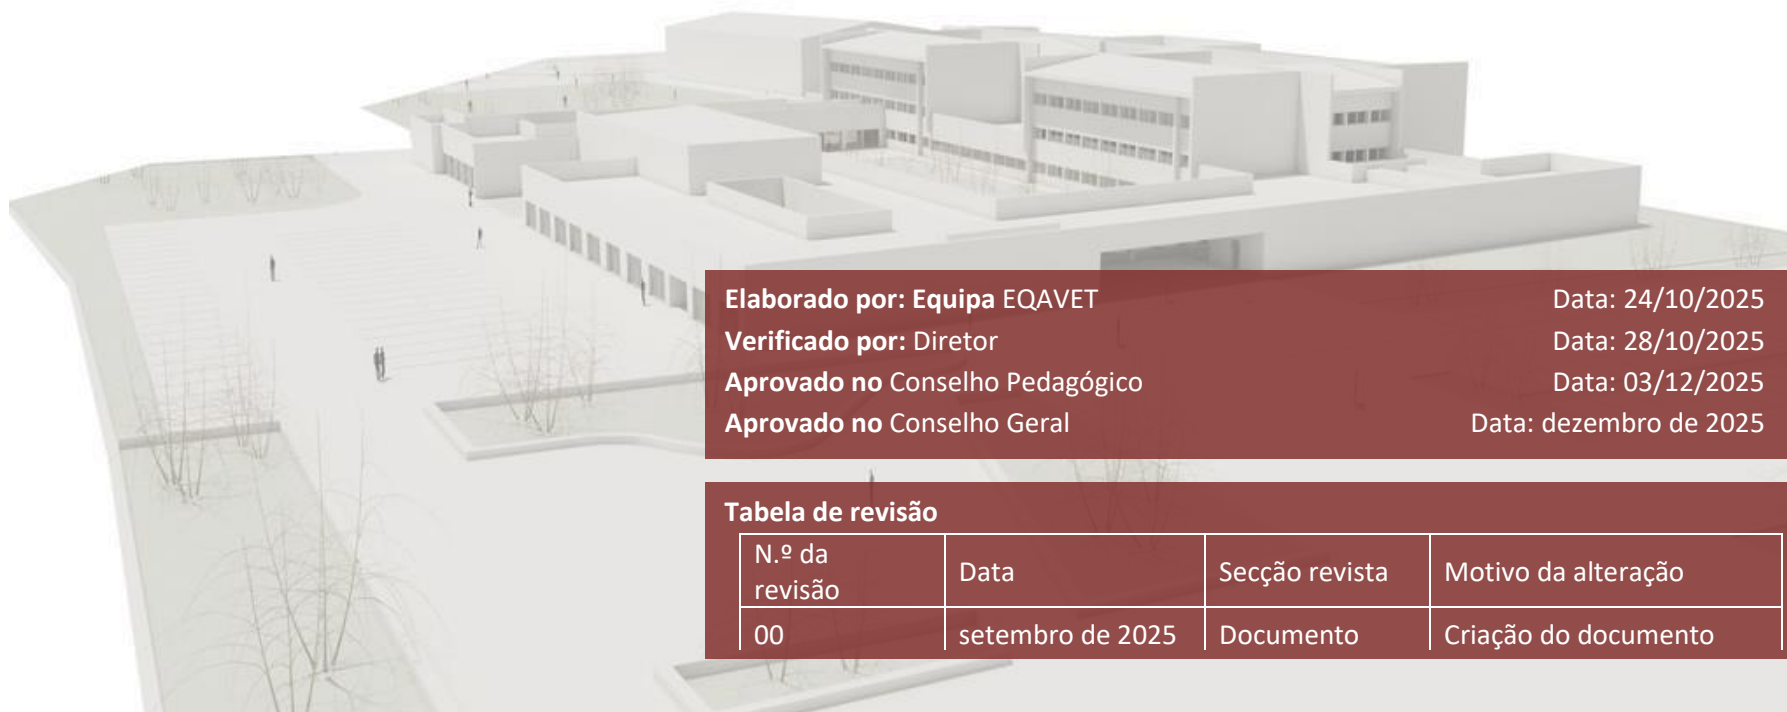 Elaborado por: Equipa EQAVET Data: 24/10/2025
Verificado por: Diretor Data: 28/10/2025
Aprovado no Conselho Pedagógico Data: 03/12/2025
Aprovado no Conselho Geral Data: dezembro de 2025
Tabela de revisão
N.º da
revisão
Data
Secção revista
Motivo da alteração
00 setembro de 2025 Documento Criação do documento